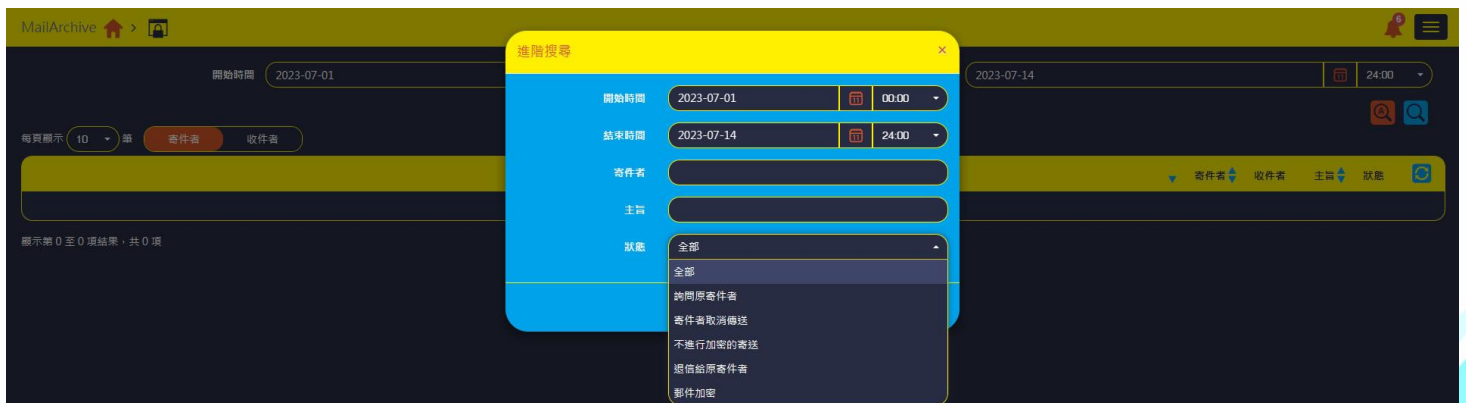 MailArchive >
6
進階搜尋 ×
開始時間 2023-07-01
2023-07-14 11 24:00
開始時間 2023-07-01 11 00:00
結束時間 2023-07-14 11 24:00
每頁顯示 10 筆 寄件者 收件者
寄件者
寄件者 收件者 主旨 狀態
主旨
顯示第 0 至 0 項結果，共 0 項
狀態 全部
全部
詢問原寄件者
寄件者取消傳送
不進行加密的寄送
退信給原寄件者
郵件加密